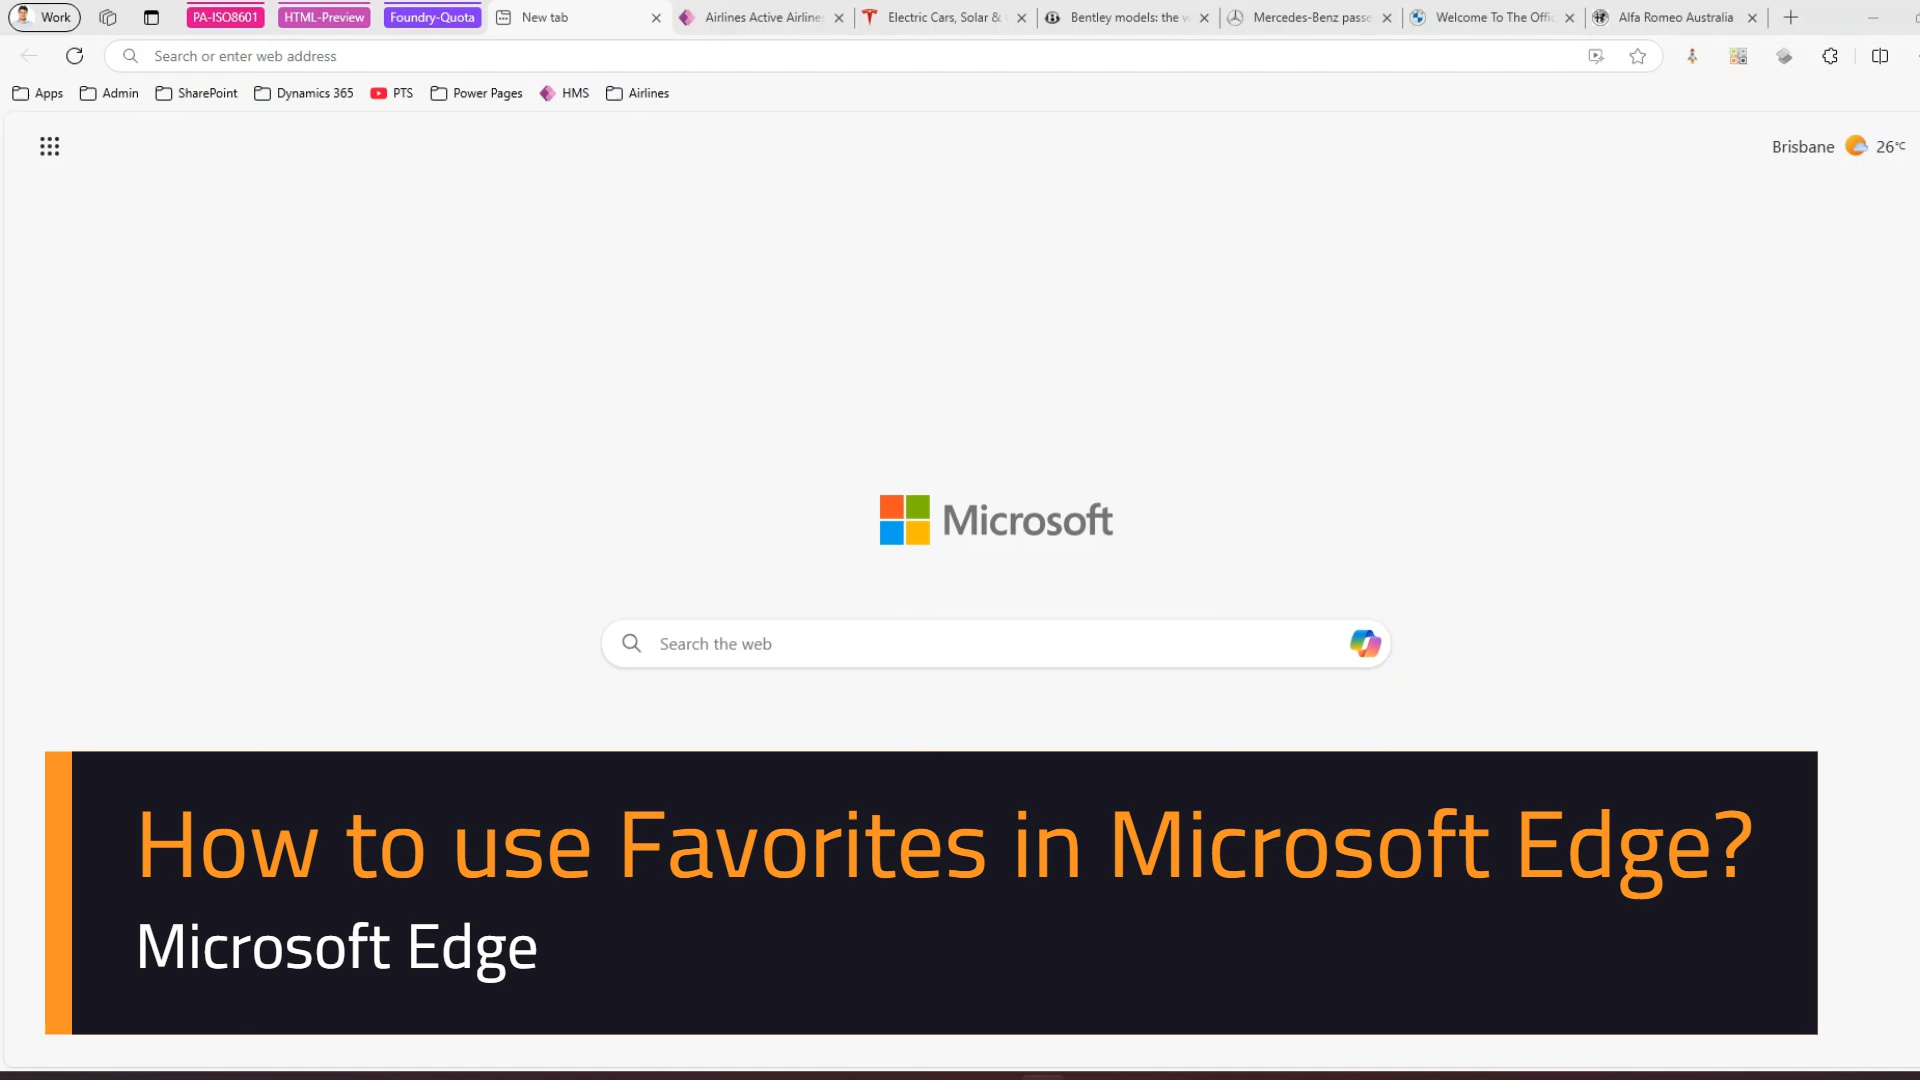 Work
PA-ISO8601
HTML-Preview
Foundry-Quota
New tab
Airlines Active Airlines
Electric Cars, Solar &
Bentley models: the w
Mercedes-Benz passe
Welcome To The Offic
Alfa Romeo Australia
Search or enter web address
Apps
Admin
SharePoint
Dynamics 365
PTS
Power Pages
HMS
Airlines
Brisbane 26°C
Microsoft
Search the web
How to use Favorites in Microsoft Edge?
Microsoft Edge